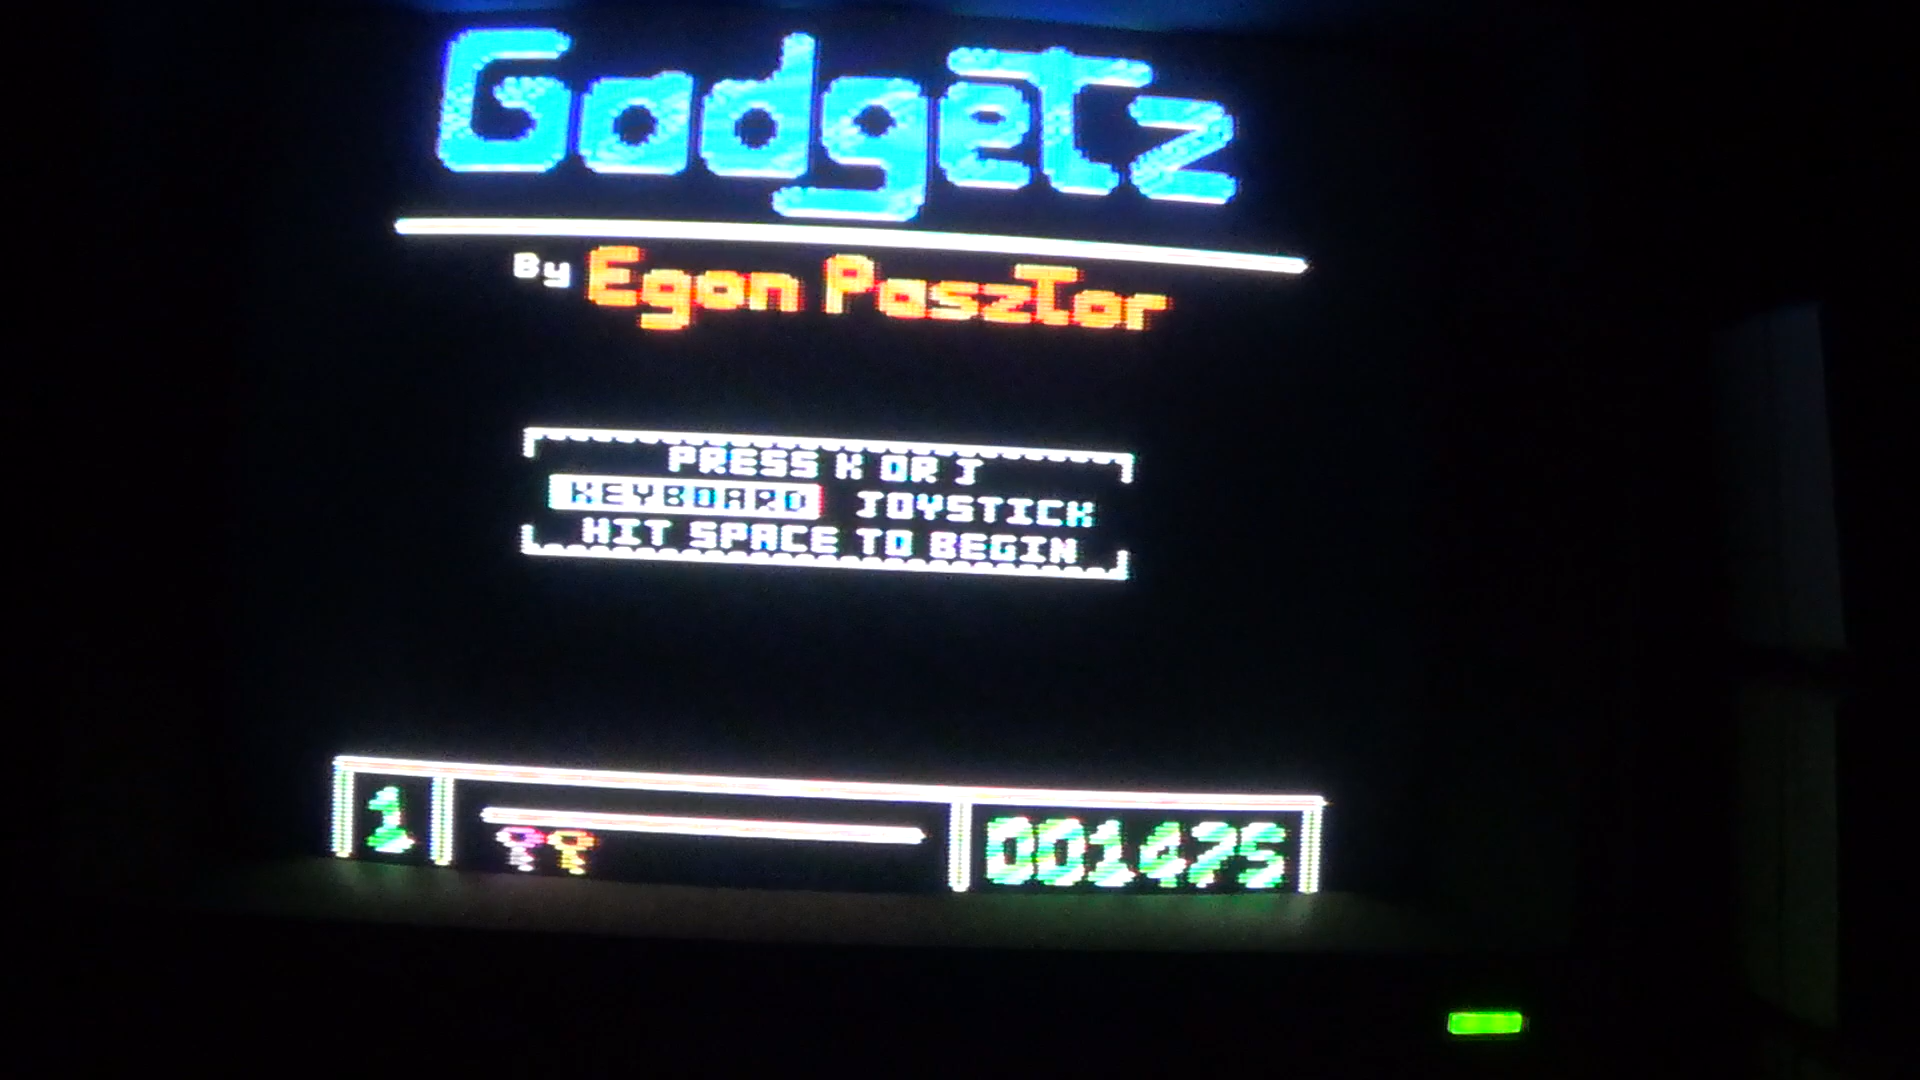 Gadgetz
By Egon Pasztor
PRESS K OR J
KEYBOARD JOYSTICK
HIT SPACE TO BEGIN
1 001475